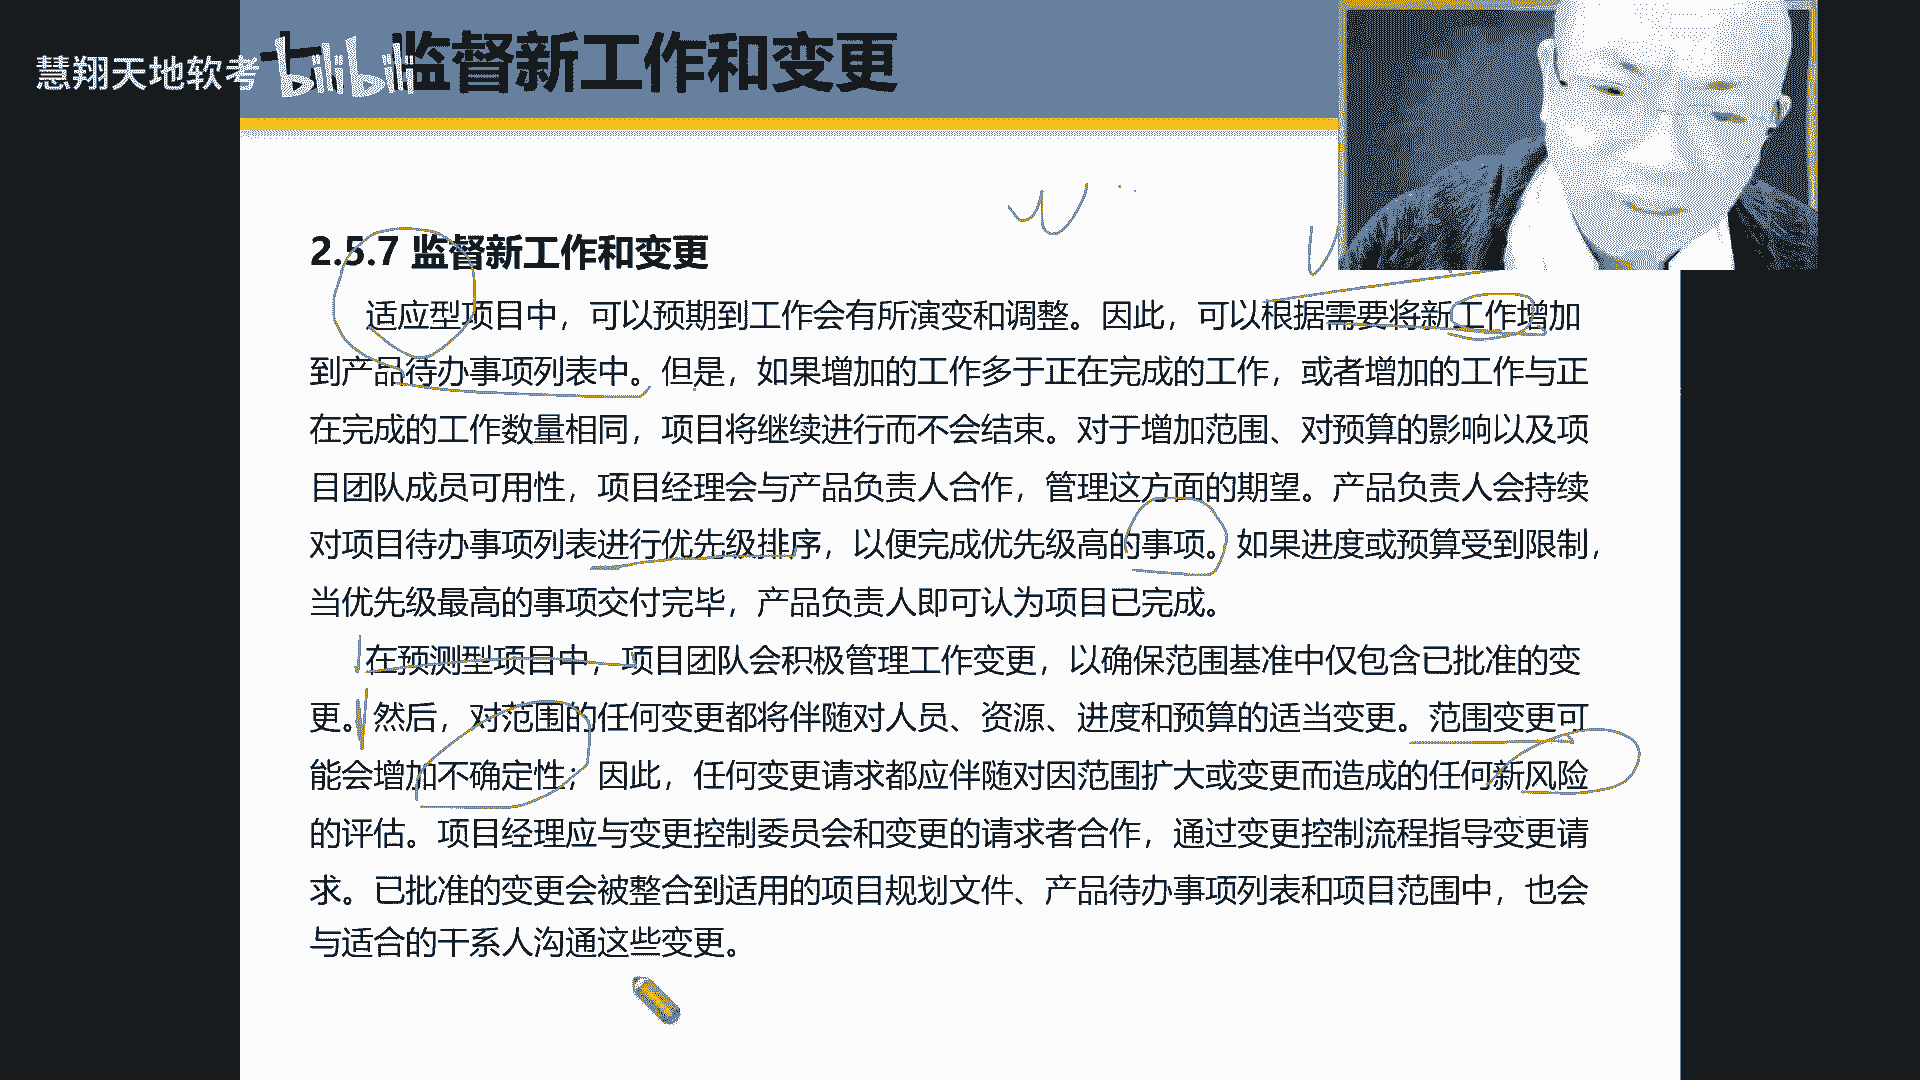 慧翔天地软考
bilibili
七、监督新工作和变更
2.5.7 监督新工作和变更
适应型项目中，可以预期到工作会有所演变和调整。因此，可以根据需要将新工作增加
到产品待办事项列表中。但是，如果增加的工作多于正在完成的工作，或者增加的工作与正
在完成的工作数量相同，项目将继续进行而不会结束。对于增加范围、对预算的影响以及项
目团队成员可用性，项目经理会与产品负责人合作，管理这方面的期望。产品负责人会持续
对项目待办事项列表进行优先级排序，以便完成优先级高的事项。如果进度或预算受到限制，
当优先级最高的事项交付完毕，产品负责人即可认为项目已完成。
在预测型项目中，项目团队会积极管理工作变更，以确保范围基准中仅包含已批准的变
更。然后，对范围的任何变更都将伴随对人员、资源、进度和预算的适当变更。范围变更可
能会增加不确定性；因此，任何变更请求都应伴随对因范围扩大或变更而造成的任何新风险
的评估。项目经理应与变更控制委员会和变更的请求者合作，通过变更控制流程指导变更请
求。已批准的变更会被整合到适用的项目规划文件、产品待办事项列表和项目范围中，也会
与适合的干系人沟通这些变更。